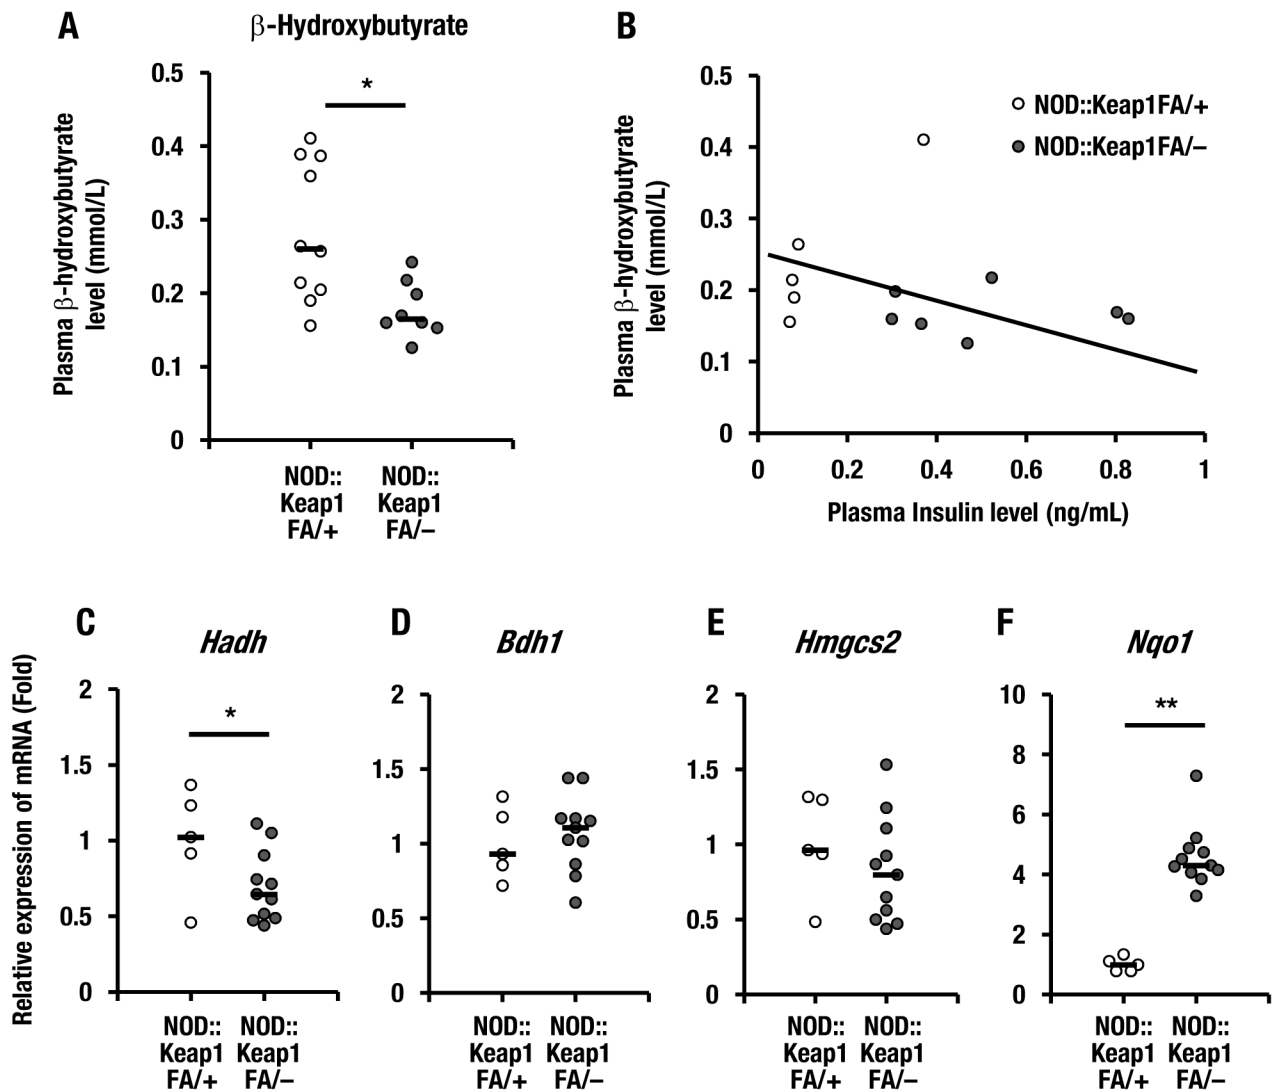 A
β-Hydroxybutyrate
Plasma β-hydroxybutyrate
level (mmol/L)
0.5
0.4
0.3
0.2
0.1
0
*
NOD::
Keap1
FA/+
NOD::
Keap1
FA/–
B
Plasma β-hydroxybutyrate
level (mmol/L)
0.5
0.4
0.3
0.2
0.1
0
NOD::Keap1FA/+
NOD::Keap1FA/–
0 0.2 0.4 0.6 0.8 1
Plasma Insulin level (ng/mL)
C
Hadh
Relative expression of mRNA (Fold)
2
1.5
1
0.5
0
*
NOD::
Keap1
FA/+
NOD::
Keap1
FA/–
D
Bdh1
2
1.5
1
0.5
0
NOD::
Keap1
FA/+
NOD::
Keap1
FA/–
E
Hmgcs2
2
1.5
1
0.5
0
NOD::
Keap1
FA/+
NOD::
Keap1
FA/–
F
Nqo1
10
8
6
4
2
0
**
NOD::
Keap1
FA/+
NOD::
Keap1
FA/–